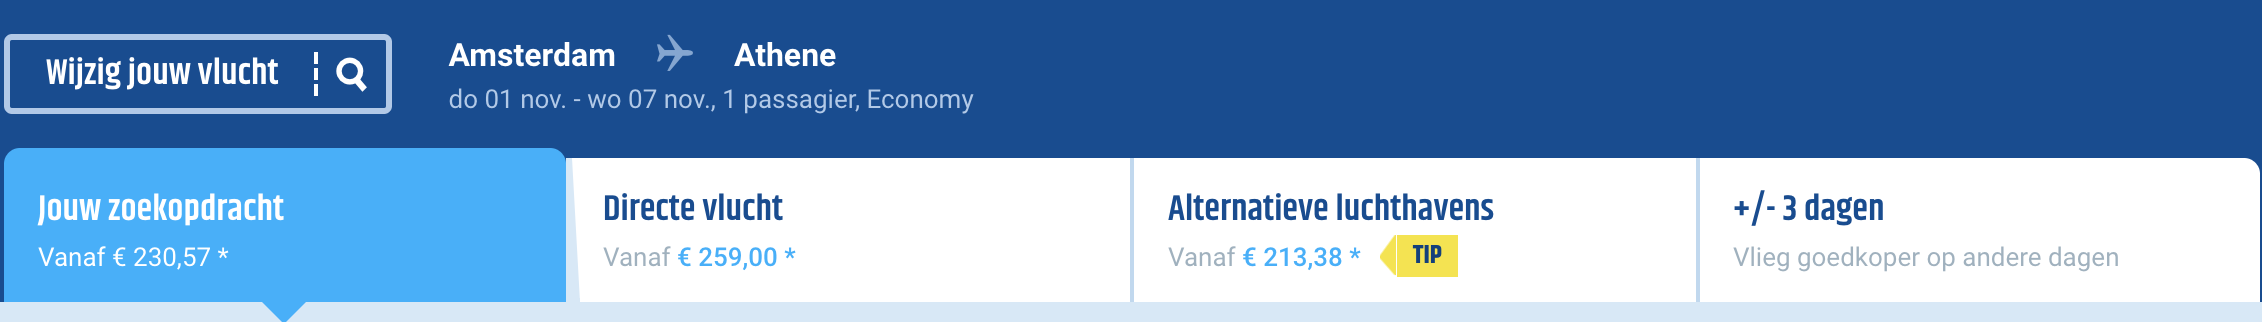 Wijzig jouw vlucht
Amsterdam Athene
do 01 nov. - wo 07 nov., 1 passagier, Economy
Jouw zoekopdracht
Vanaf € 230,57 *
Directe vlucht
Vanaf € 259,00 *
Alternatieve luchthavens
Vanaf € 213,38 * TIP
+/- 3 dagen
Vlieg goedkoper op andere dagen